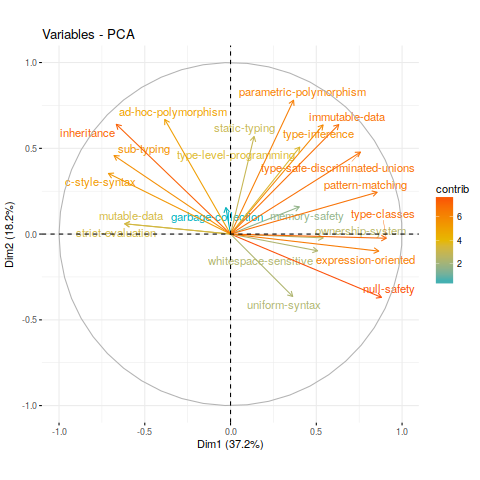 Variables - PCA
parametric-polymorphism
ad-hoc-polymorphism
immutable-data
static-typing
inheritance
type-inference
sub-typing
type-level-programming
type-safe-discriminated-unions
c-style-syntax
pattern-matching
mutable-data
garbage-collection
memory-safety
type-classes
strict-evaluation
ownership-system
whitespace-sensitive
expression-oriented
null-safety
uniform-syntax
1.0
0.5
0.0
-0.5
-1.0
Dim2 (18.2%)
-1.0
-0.5
0.0
0.5
1.0
Dim1 (37.2%)
contrib
6
4
2